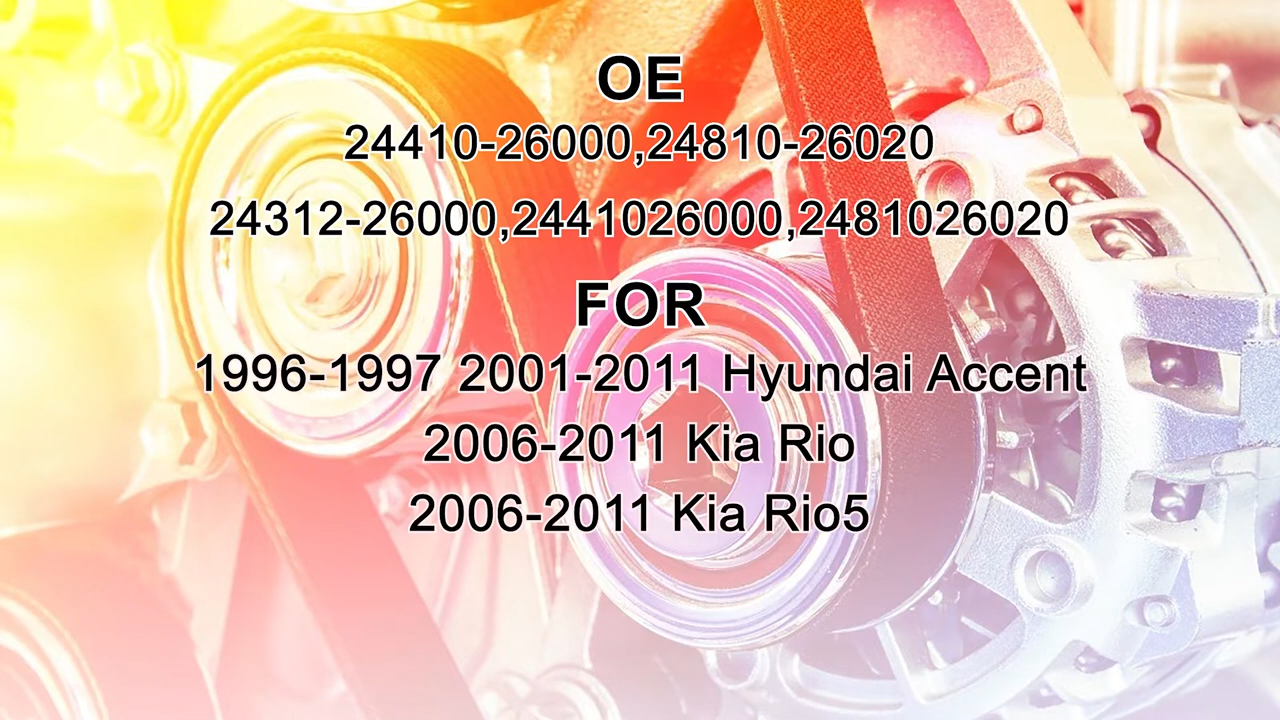 OE
24410-26000,24810-26020
24312-26000,2441026000,2481026020
FOR
1996-1997 2001-2011 Hyundai Accent
2006-2011 Kia Rio
2006-2011 Kia Rio5